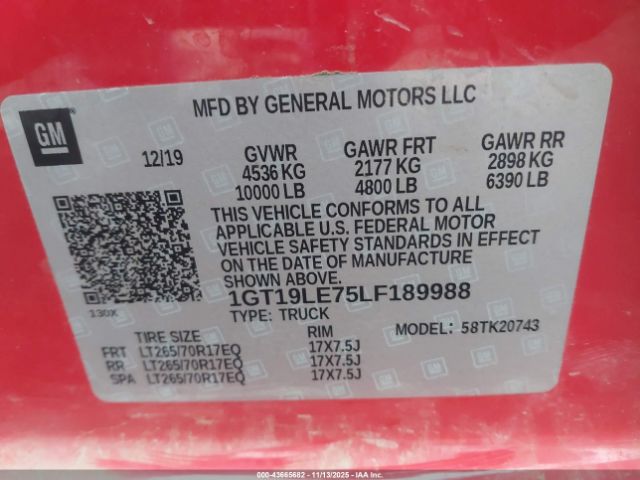 GM
MFD BY GENERAL MOTORS LLC
12/19
GVWR
4536 KG
10000 LB
GAWR FRT
2177 KG
4800 LB
GAWR RR
2898 KG
6390 LB
THIS VEHICLE CONFORMS TO ALL
APPLICABLE U.S. FEDERAL MOTOR
VEHICLE SAFETY STANDARDS IN EFFECT
ON THE DATE OF MANUFACTURE
SHOWN ABOVE.
130X
1GT19LE75LF189988
TYPE: TRUCK
MODEL: 58TK20743
TIRE SIZE RIM
FRT LT265/70R17EQ 17X7.5J
RR LT265/70R17EQ 17X7.5J
SPA LT265/70R17EQ 17X7.5J
000-43665682 - 11/13/2025 - IAAI.COM